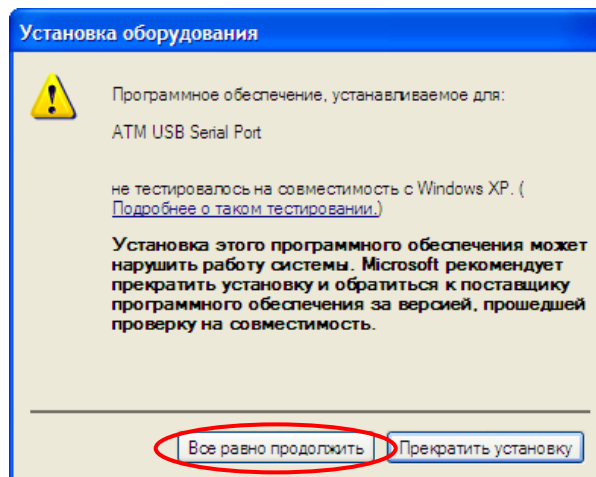 Установка оборудования
Программное обеспечение, устанавливаемое для:
ATM USB Serial Port
не тестировалось на совместимость с Windows XP. (
Подробнее о таком тестировании.)
Установка этого программного обеспечения может
нарушить работу системы. Microsoft рекомендует
прекратить установку и обратиться к поставщику
программного обеспечения за версией, прошедшей
проверку на совместимость.
Все равно продолжить
Прекратить установку